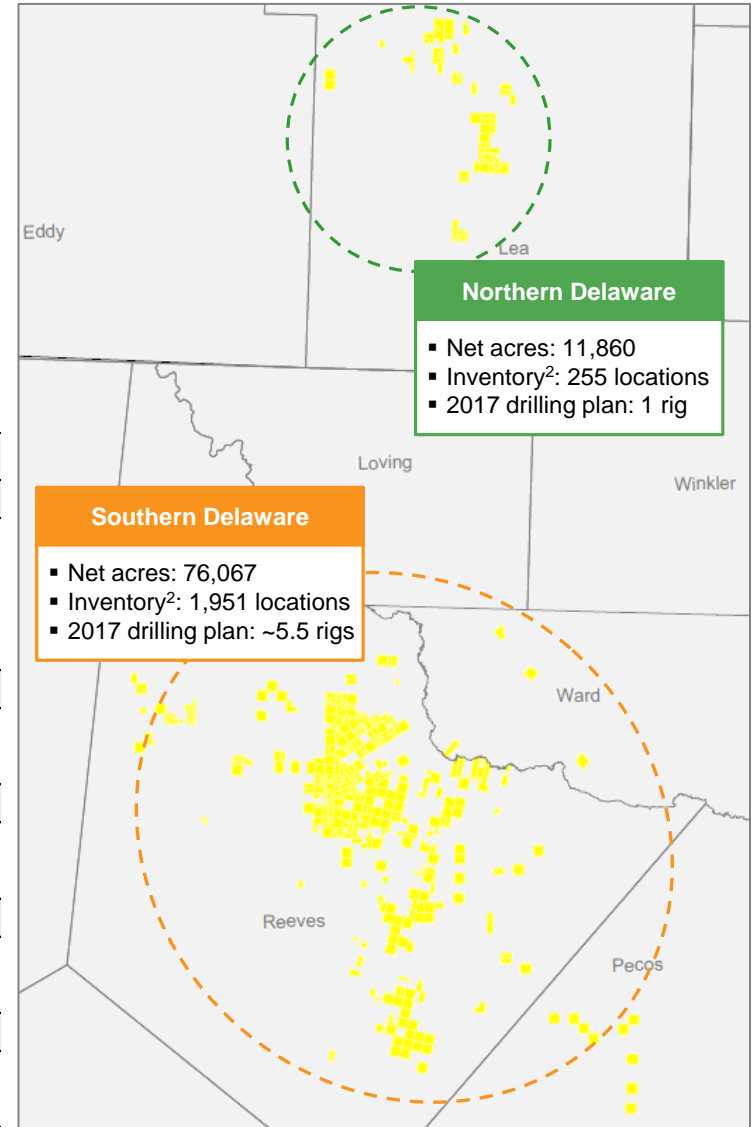 Eddy
Lea
Northern Delaware
▪ Net acres: 11,860
▪ Inventory²: 255 locations
▪ 2017 drilling plan: 1 rig
Loving
Winkler
Southern Delaware
▪ Net acres: 76,067
▪ Inventory²: 1,951 locations
▪ 2017 drilling plan: ~5.5 rigs
Ward
Reeves
Pecos